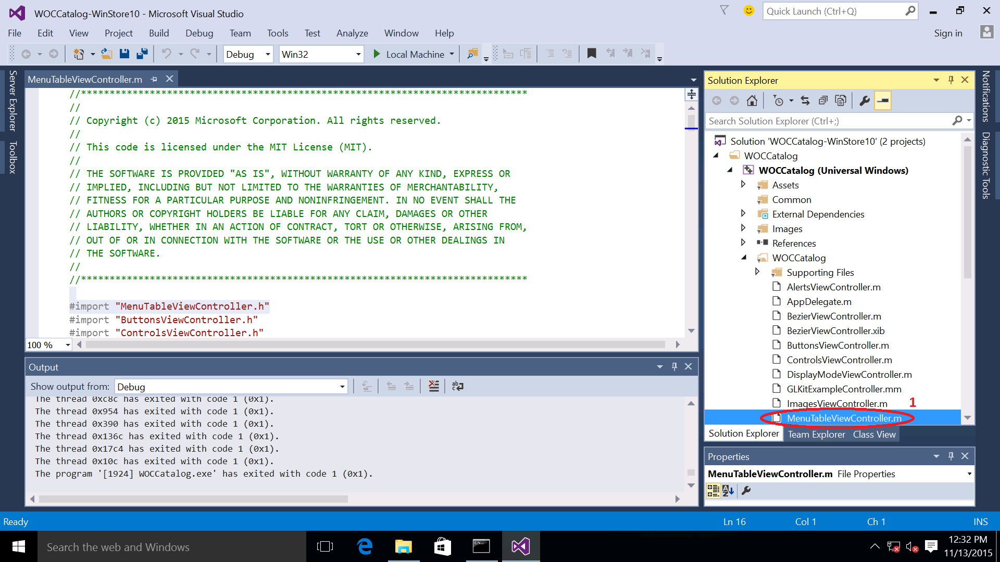 WOCCatalog-WinStore10 - Microsoft Visual Studio
Quick Launch (Ctrl+Q)
File Edit View Project Build Debug Team Tools Test Analyze Window Help
Sign in
Debug Win32 Local Machine
Server Explorer
Toolbox
MenuTableViewController.m
//******************************************************************************
//
// Copyright (c) 2015 Microsoft Corporation. All rights reserved.
//
// This code is licensed under the MIT License (MIT).
//
// THE SOFTWARE IS PROVIDED "AS IS", WITHOUT WARRANTY OF ANY KIND, EXPRESS OR
// IMPLIED, INCLUDING BUT NOT LIMITED TO THE WARRANTIES OF MERCHANTABILITY,
// FITNESS FOR A PARTICULAR PURPOSE AND NONINFRINGEMENT. IN NO EVENT SHALL THE
// AUTHORS OR COPYRIGHT HOLDERS BE LIABLE FOR ANY CLAIM, DAMAGES OR OTHER
// LIABILITY, WHETHER IN AN ACTION OF CONTRACT, TORT OR OTHERWISE, ARISING FROM,
// OUT OF OR IN CONNECTION WITH THE SOFTWARE OR THE USE OR OTHER DEALINGS IN
// THE SOFTWARE.
//
//******************************************************************************
#import "MenuTableViewController.h"
#import "ButtonsViewController.h"
#import "ControlsViewController.h"
100 %
Output
Show output from: Debug
The thread 0xc8c has exited with code 1 (0x1).
The thread 0x954 has exited with code 1 (0x1).
The thread 0x390 has exited with code 1 (0x1).
The thread 0x136c has exited with code 1 (0x1).
The thread 0x17c4 has exited with code 1 (0x1).
The thread 0x10c has exited with code 1 (0x1).
The program '[1924] WOCCatalog.exe' has exited with code 1 (0x1).
Solution Explorer
Search Solution Explorer (Ctrl+;)
Solution 'WOCCatalog-WinStore10' (2 projects)
WOCCatalog
WOCCatalog (Universal Windows)
Assets
Common
External Dependencies
Images
References
WOCCatalog
Supporting Files
AlertsViewController.m
AppDelegate.m
BezierViewController.m
BezierViewController.xib
ButtonsViewController.m
ControlsViewController.m
DisplayModeViewController.m
GLKitExampleController.mm
ImagesViewController.m
1
MenuTableViewController.m
Solution Explorer Team Explorer Class View
Properties
MenuTableViewController.m File Properties
Notifications
Diagnostic Tools
Ready
Ln 16 Col 1 Ch 1 INS
Search the web and Windows
12:32 PM
11/13/2015